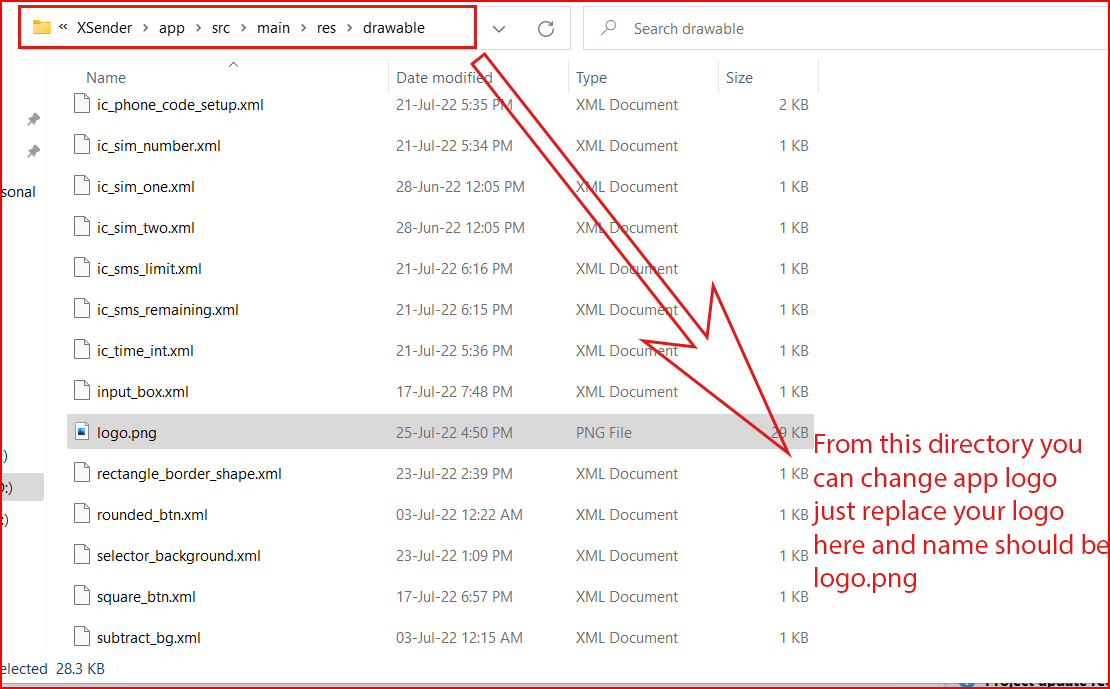 « XSender > app > src > main > res > drawable
Search drawable
Name Date modified Type Size
ic_phone_code_setup.xml 21-Jul-22 5:35 PM XML Document 2 KB
ic_sim_number.xml 21-Jul-22 5:34 PM XML Document 1 KB
ic_sim_one.xml 28-Jun-22 12:05 PM XML Document 1 KB
sonal
ic_sim_two.xml 28-Jun-22 12:05 PM XML Document 1 KB
ic_sms_limit.xml 21-Jul-22 6:16 PM XML Document 1 KB
ic_sms_remaining.xml 21-Jul-22 6:15 PM XML Document 1 KB
ic_time_int.xml 21-Jul-22 5:36 PM XML Document 1 KB
input_box.xml 17-Jul-22 7:48 PM XML Document 1 KB
logo.png 25-Jul-22 4:50 PM PNG File 29 KB
:)
rectangle_border_shape.xml 23-Jul-22 2:39 PM XML Document 1 KB
):)
rounded_btn.xml 03-Jul-22 12:22 AM XML Document 1 KB
:)
selector_background.xml 23-Jul-22 1:09 PM XML Document 1 KB
square_btn.xml 17-Jul-22 6:57 PM XML Document 1 KB
subtract_bg.xml 03-Jul-22 12:15 AM XML Document 1 KB
From this directory you
can change app logo
just replace your logo
here and name should be
logo.png
elected 28.3 KB